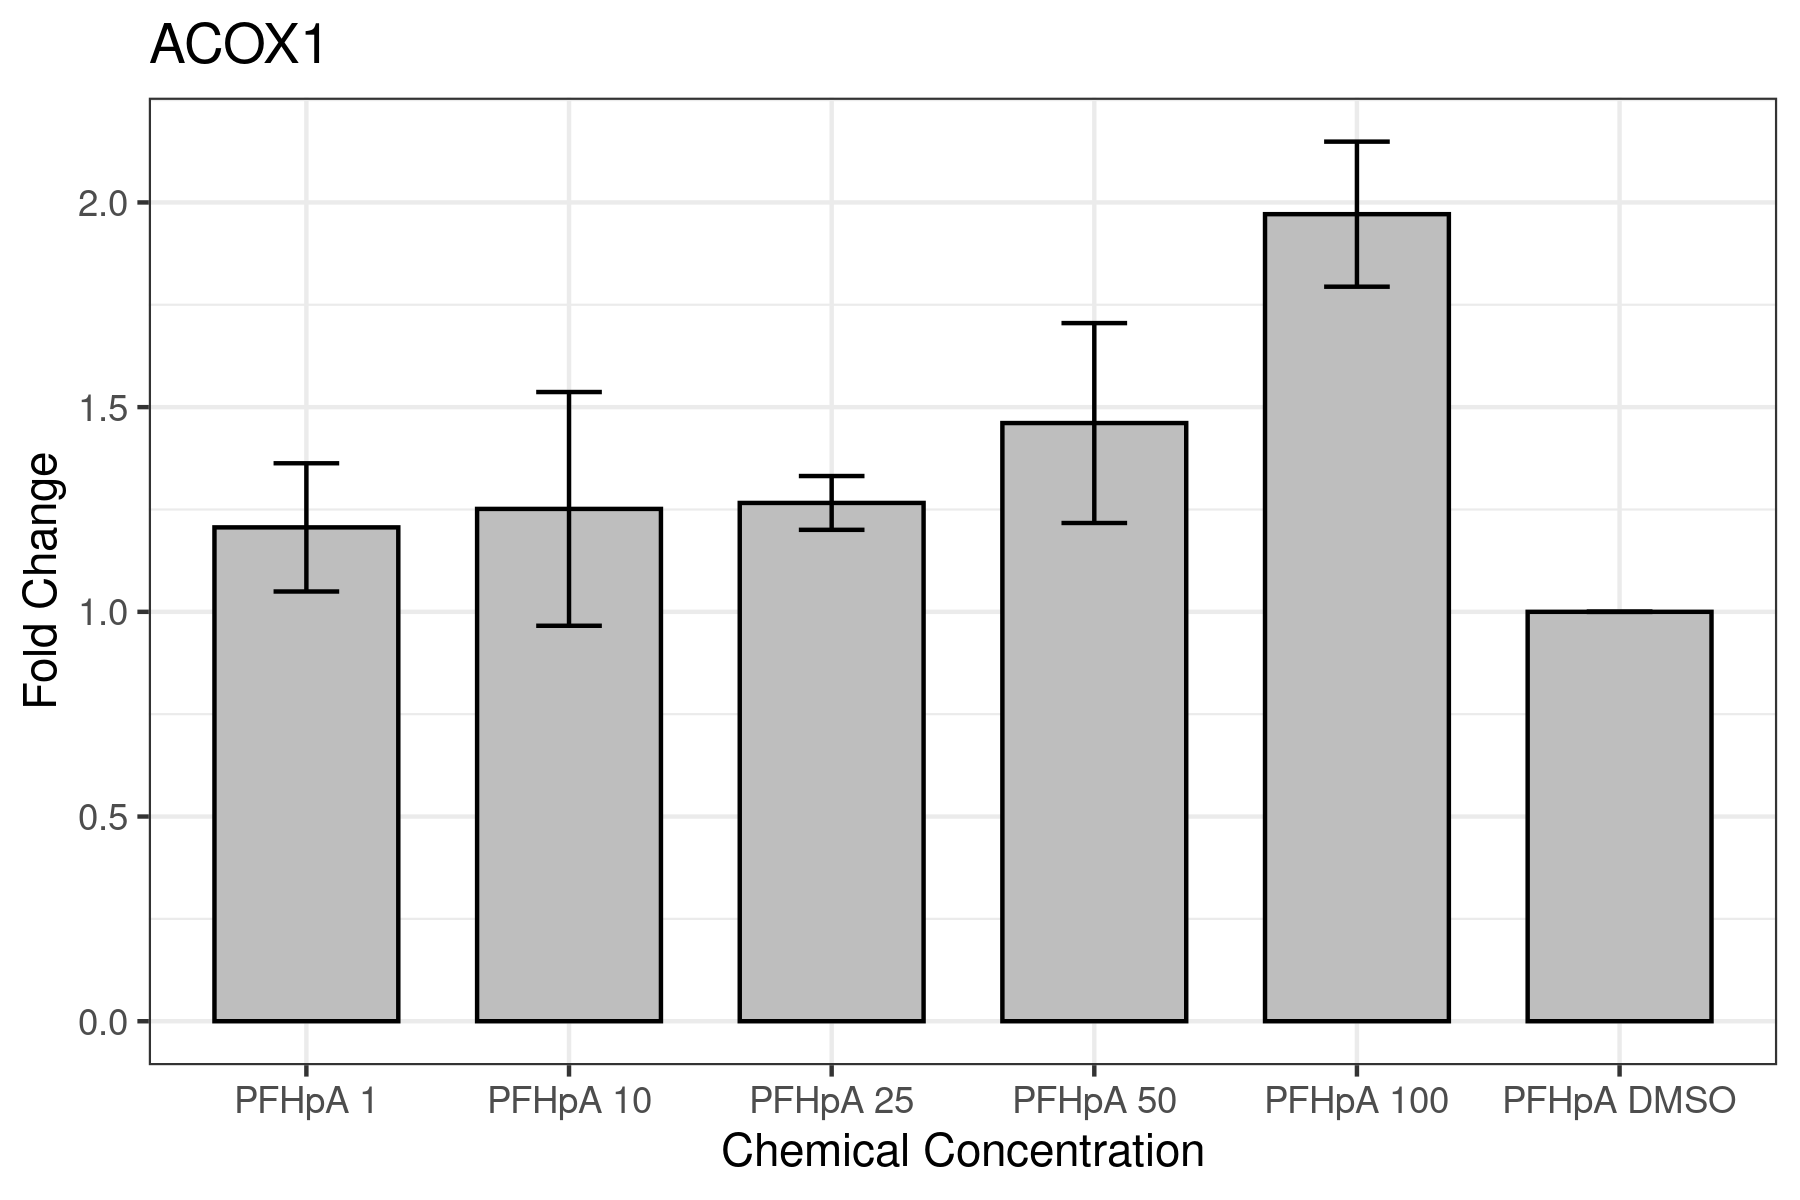 ACOX1
Fold Change
2.0
1.5
1.0
0.5
0.0
PFHpA 1 PFHpA 10 PFHpA 25 PFHpA 50 PFHpA 100 PFHpA DMSO
Chemical Concentration